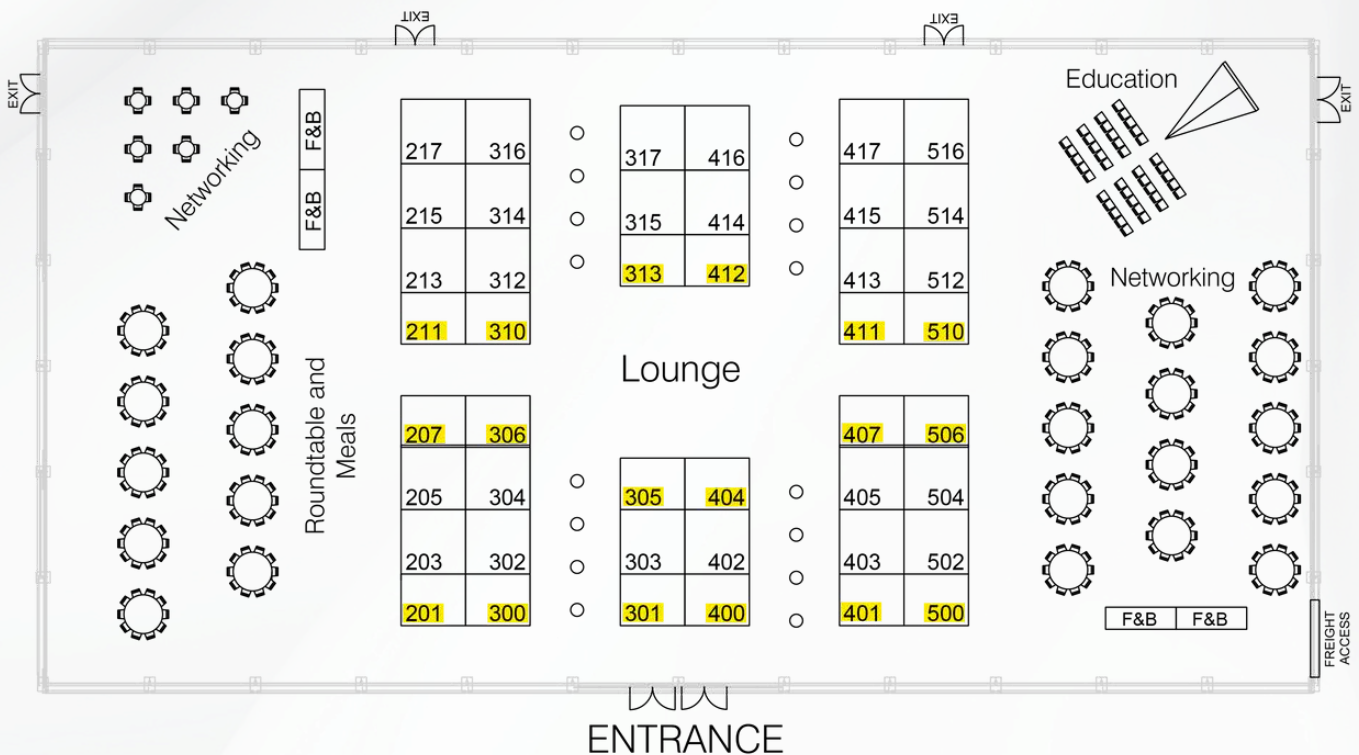 EXIT
EXIT
EXIT
EXIT
Education
Networking
F&B
F&B
217 316
215 314
213 312
211 310
317 416
315 414
313 412
417 516
415 514
413 512
411 510
Networking
Roundtable and
Meals
Lounge
207 306
205 304
203 302
201 300
305 404
303 402
301 400
407 506
405 504
403 502
401 500
F&B F&B
FREIGHT
ACCESS
ENTRANCE